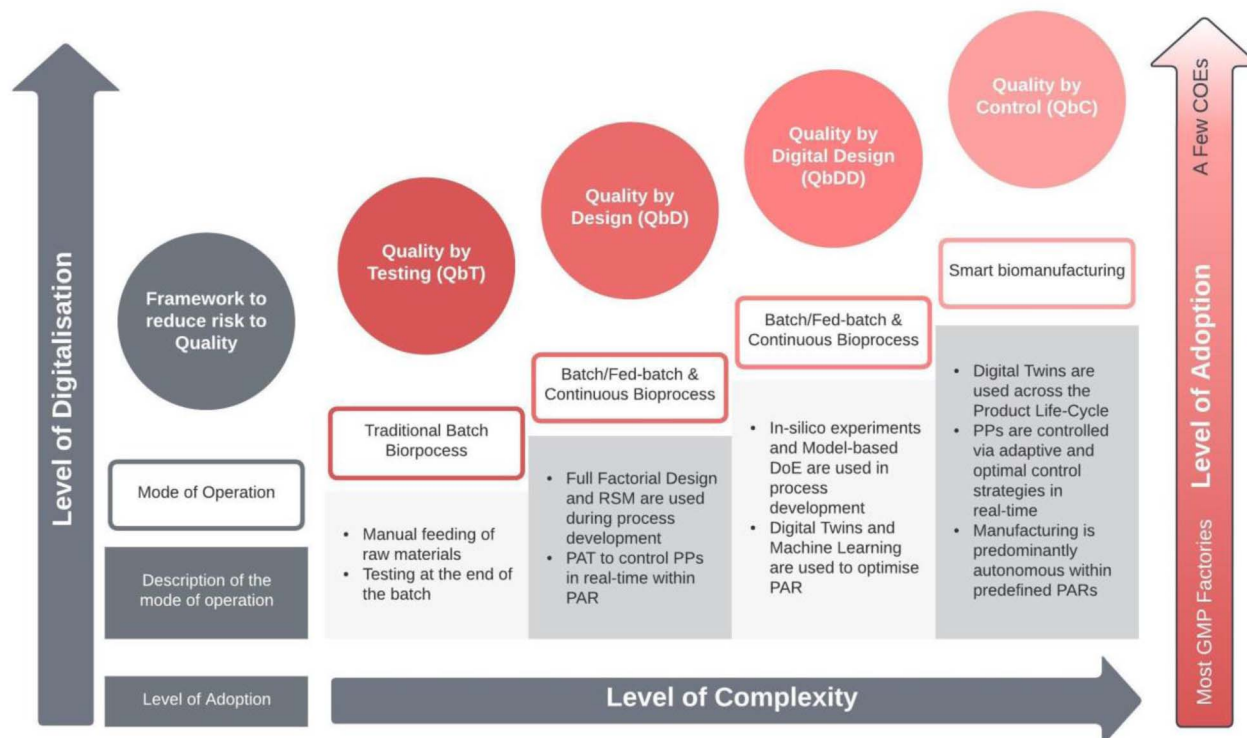 Level of Digitalisation
Framework to
reduce risk to
Quality
Mode of Operation
Description of the
mode of operation
Level of Adoption
Quality by
Testing (QbT)
Traditional Batch
Biorpocess
• Manual feeding of
raw materials
• Testing at the end of
the batch
Quality by
Design (QbD)
Batch/Fed-batch &
Continuous Bioprocess
• Full Factorial Design
and RSM are used
during process
development
• PAT to control PPs
in real-time within
PAR
Quality by
Digital Design
(QbDD)
Batch/Fed-batch &
Continuous Bioprocess
• In-silico experiments
and Model-based
DoE are used in
process
development
• Digital Twins and
Machine Learning
are used to optimise
PAR
Quality by
Control (QbC)
Smart biomanufacturing
• Digital Twins are
used across the
Product Life-Cycle
• PPs are controlled
via adaptive and
optimal control
strategies in
real-time
• Manufacturing is
predominantly
autonomous within
predefined PARs
Level of Complexity
Most GMP Factories
Level of Adoption
A Few COEs